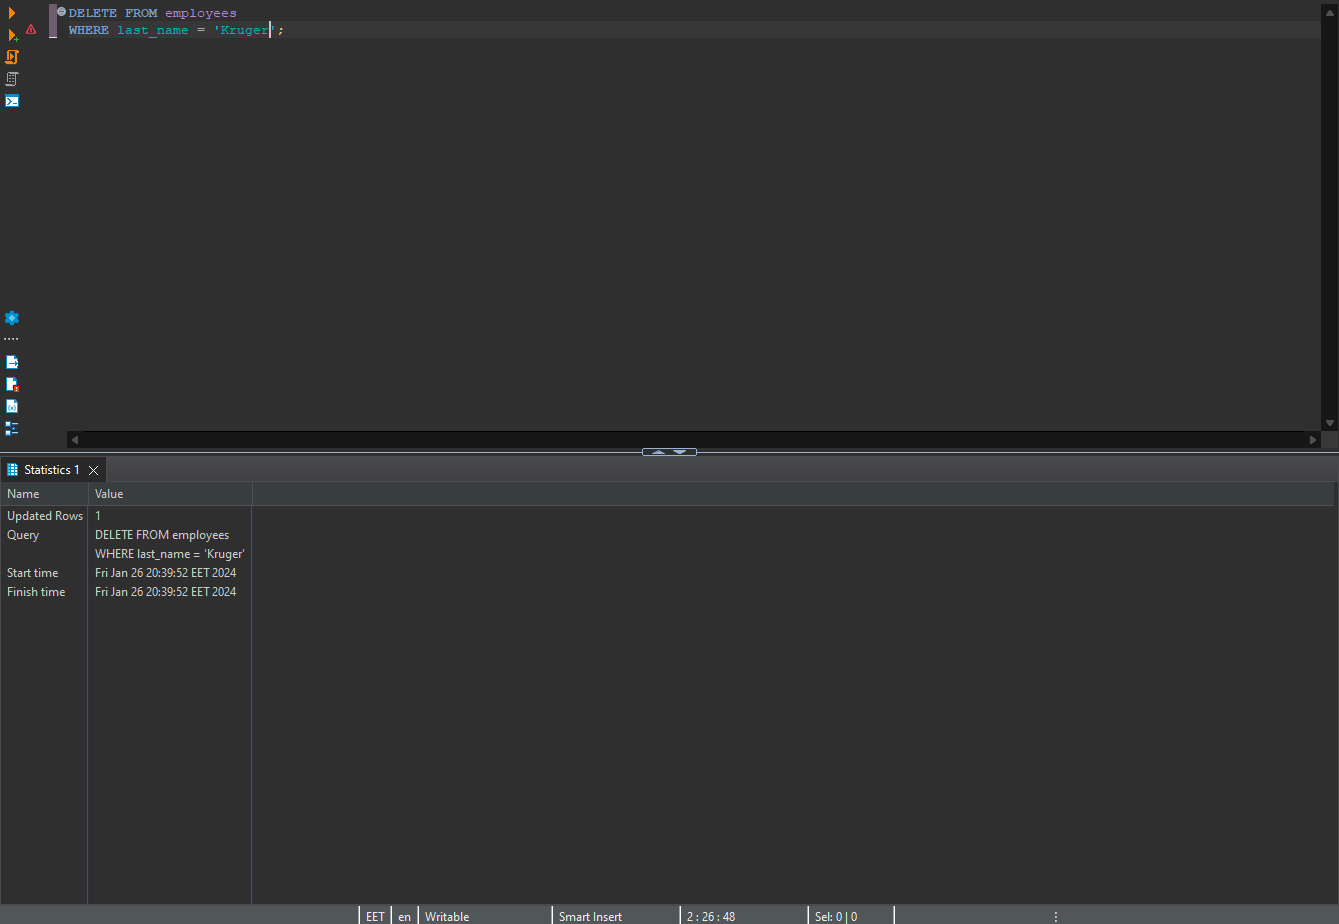 DELETE FROM employees
WHERE last_name = 'Kruger';
Statistics 1
Name Value
Updated Rows 1
Query DELETE FROM employees
WHERE last_name = 'Kruger'
Start time Fri Jan 26 20:39:52 EET 2024
Finish time Fri Jan 26 20:39:52 EET 2024
EET en Writable Smart Insert 2 : 26 : 48 Sel: 0 | 0